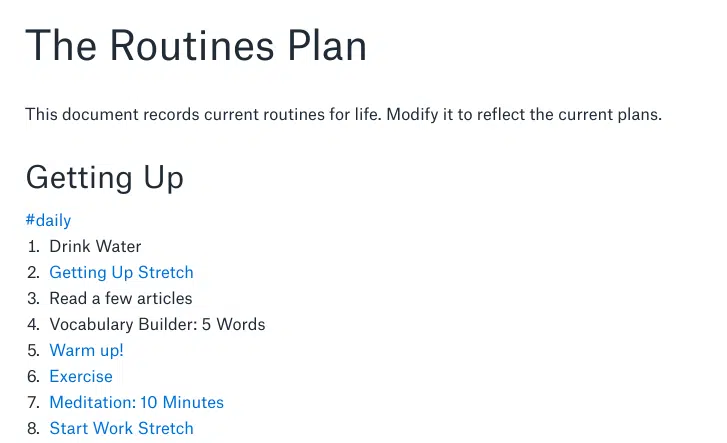 The Routines Plan
This document records current routines for life. Modify it to reflect the current plans.
Getting Up
#daily
1. Drink Water
2. Getting Up Stretch
3. Read a few articles
4. Vocabulary Builder: 5 Words
5. Warm up!
6. Exercise
7. Meditation: 10 Minutes
8. Start Work Stretch